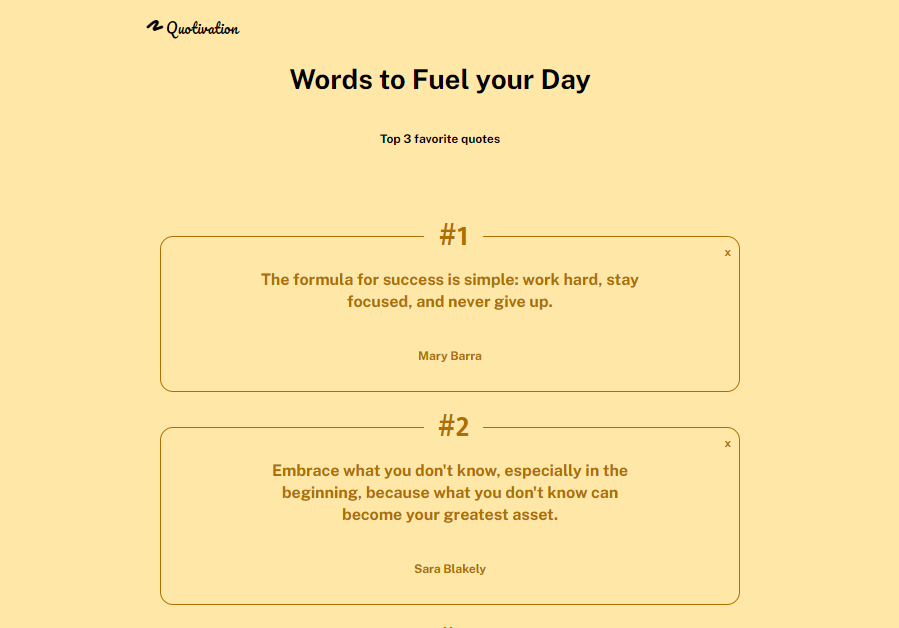 Quotivation
Words to Fuel your Day
Top 3 favorite quotes
#1
x
The formula for success is simple: work hard, stay
focused, and never give up.
Mary Barra
#2
x
Embrace what you don't know, especially in the
beginning, because what you don't know can
become your greatest asset.
Sara Blakely